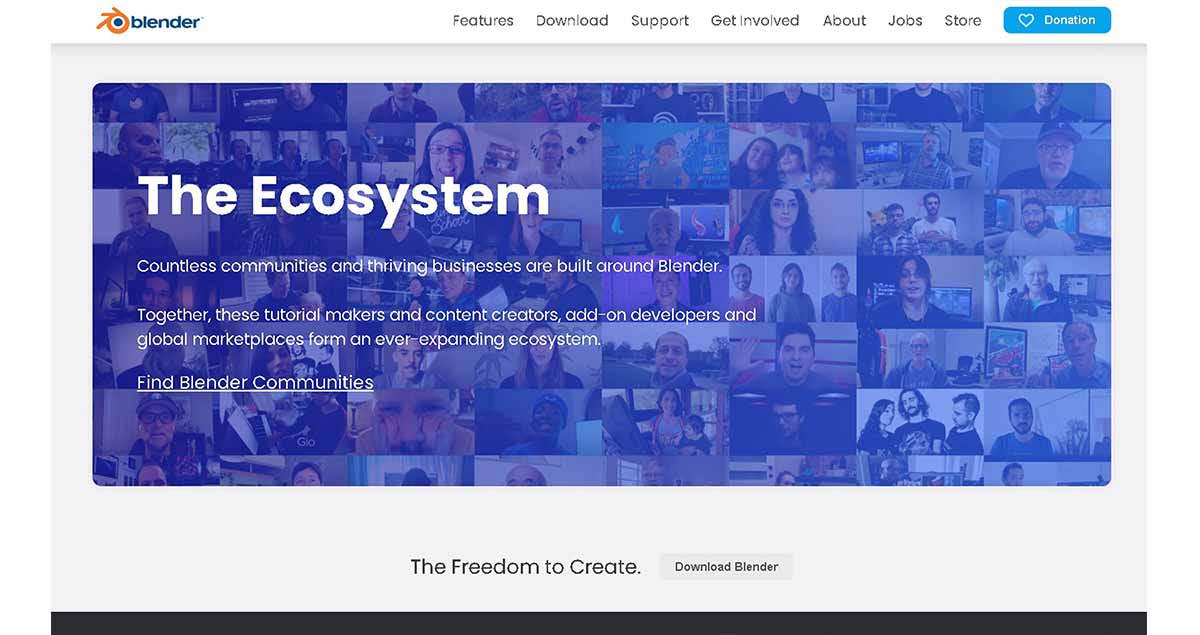 blender
Features Download Support Get Involved About Jobs Store Donation
The Ecosystem
Countless communities and thriving businesses are built around Blender.
Together, these tutorial makers and content creators, add-on developers and
global marketplaces form an ever-expanding ecosystem.
Find Blender Communities
Gio
The Freedom to Create.
Download Blender